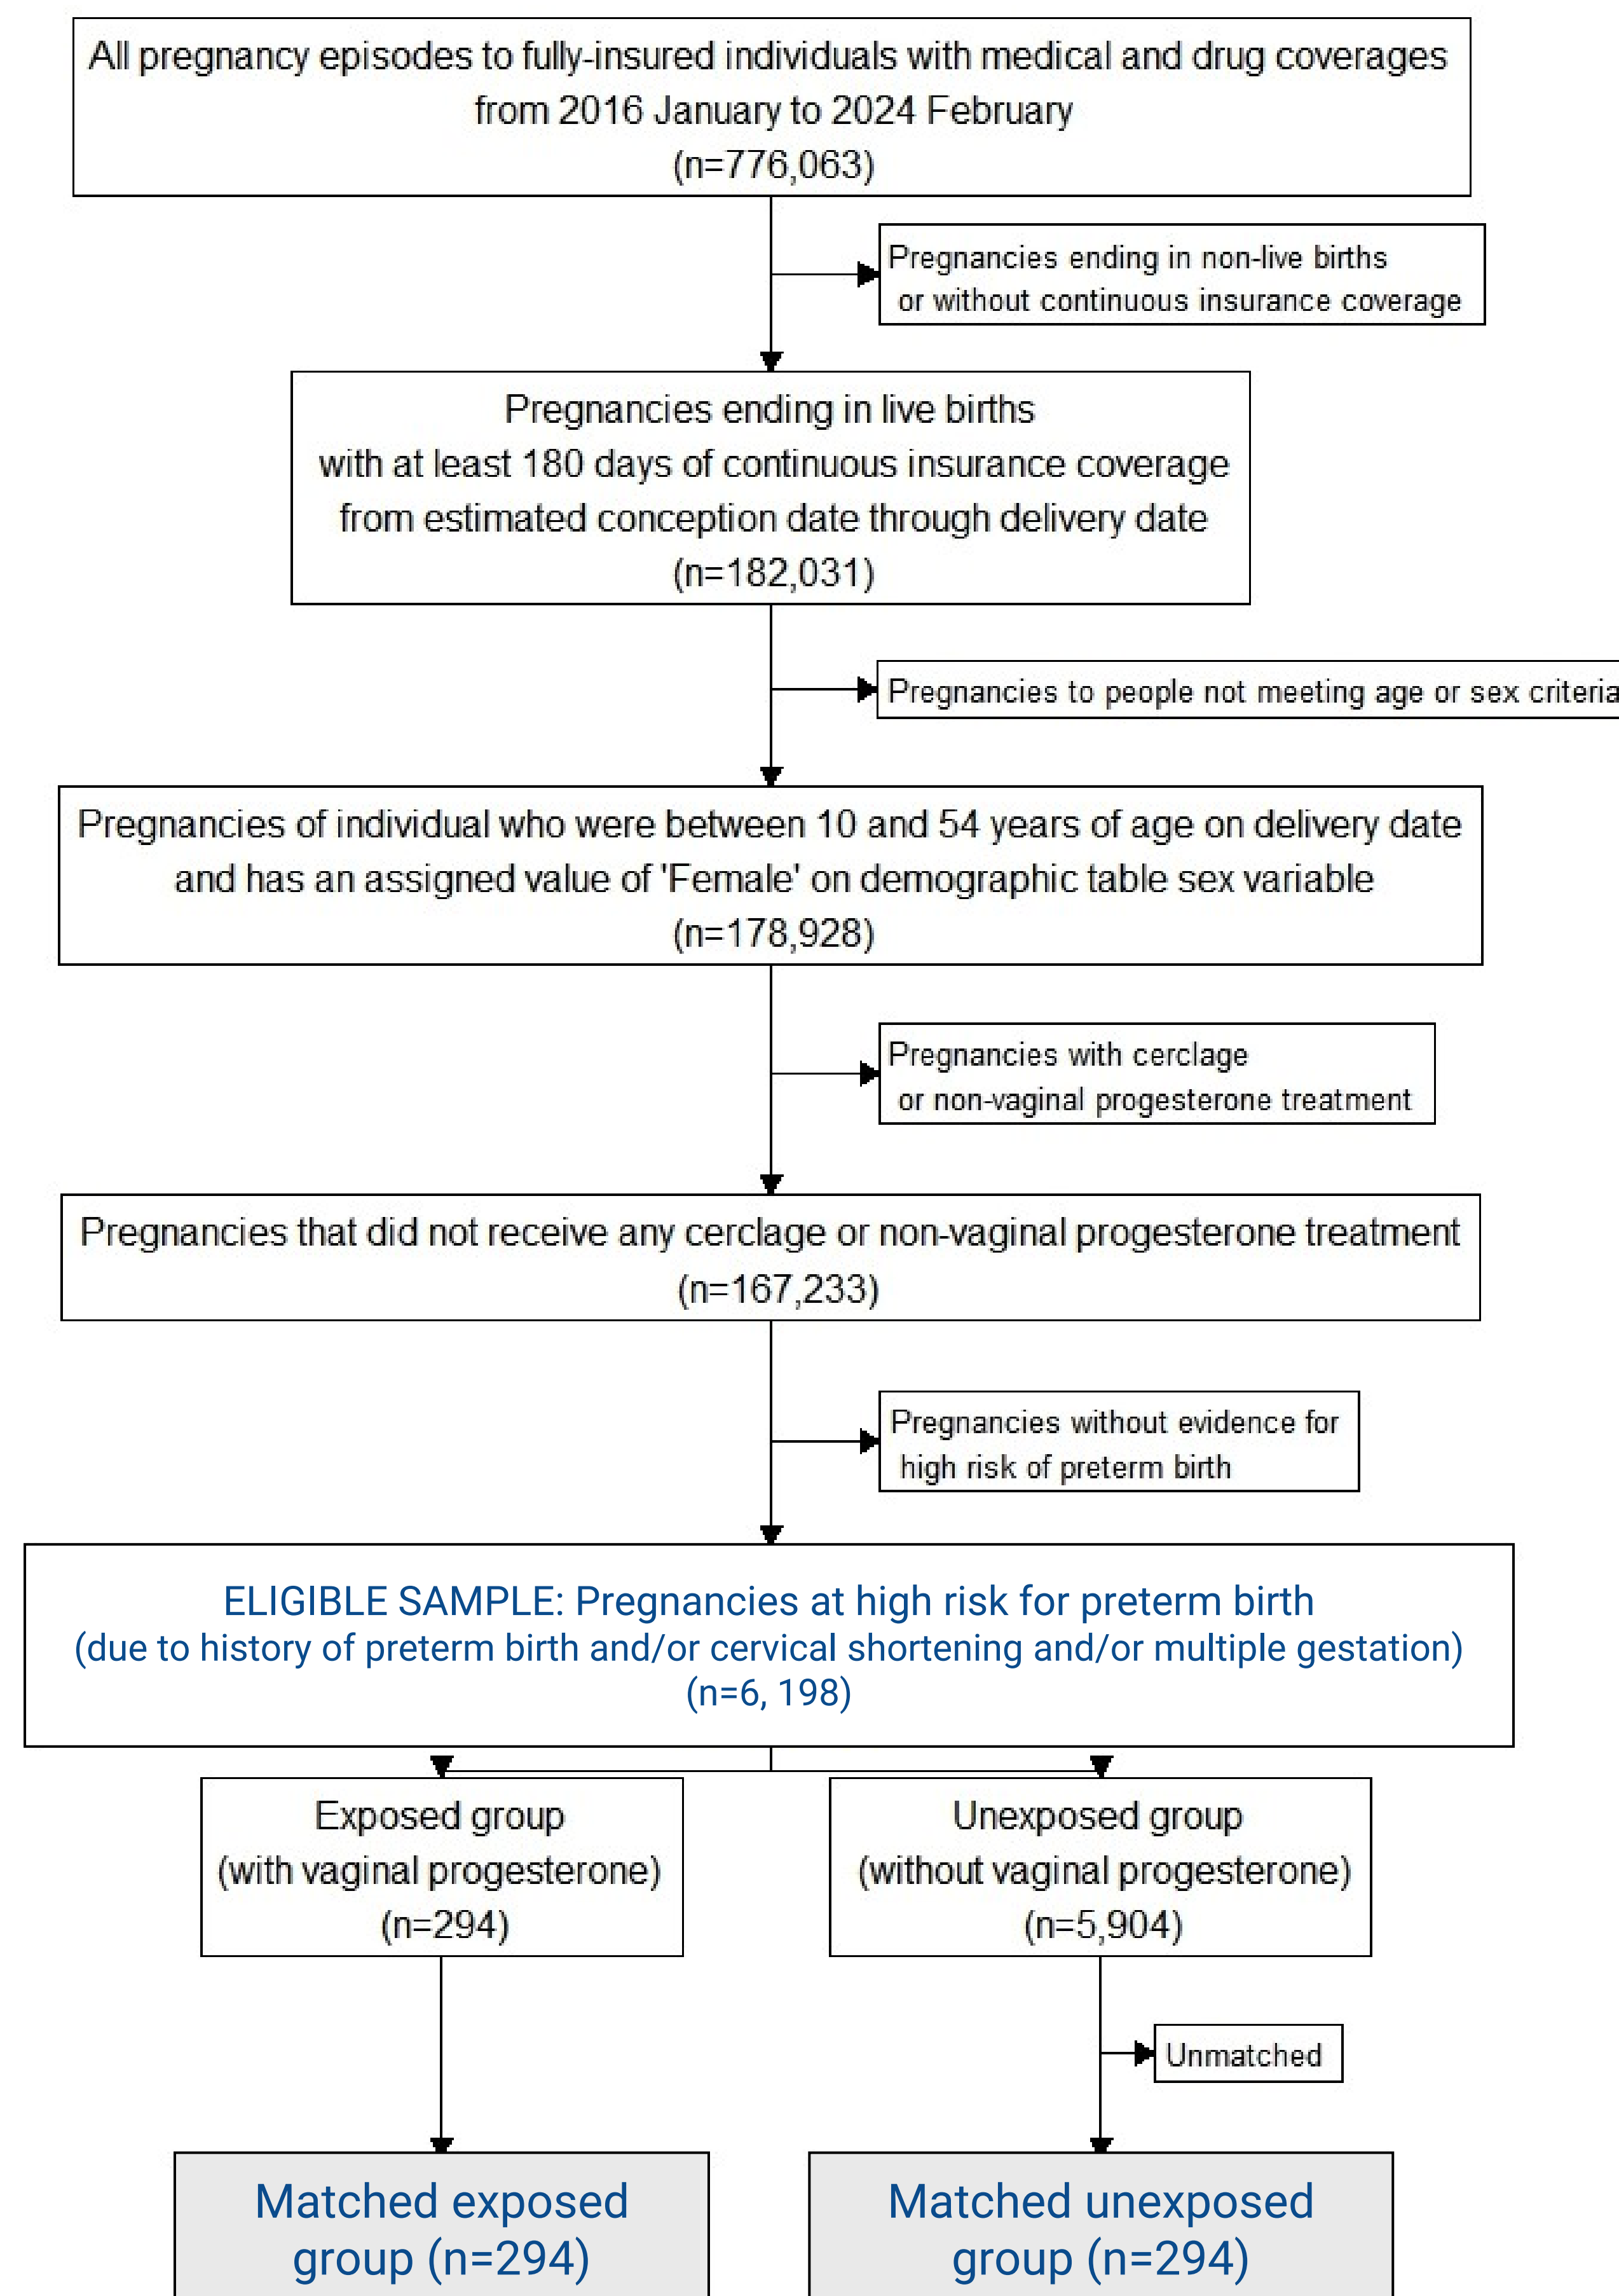 All pregnancy episodes to fully-insured individuals with medical and drug coverages
from 2016 January to 2024 February
(n=776,063)
Pregnancies ending in non-live births
or without continuous insurance coverage
Pregnancies ending in live births
with at least 180 days of continuous insurance coverage
from estimated conception date through delivery date
(n=182,031)
Pregnancies to people not meeting age or sex criteria
Pregnancies of individual who were between 10 and 54 years of age on delivery date
and has an assigned value of 'Female' on demographic table sex variable
(n=178,928)
Pregnancies with cerclage
or non-vaginal progesterone treatment
Pregnancies that did not receive any cerclage or non-vaginal progesterone treatment
(n=167,233)
Pregnancies without evidence for
high risk of preterm birth
ELIGIBLE SAMPLE: Pregnancies at high risk for preterm birth
(due to history of preterm birth and/or cervical shortening and/or multiple gestation)
(n=6, 198)
Exposed group
(with vaginal progesterone)
(n=294)
Unexposed group
(without vaginal progesterone)
(n=5,904)
Unmatched
Matched exposed
group (n=294)
Matched unexposed
group (n=294)